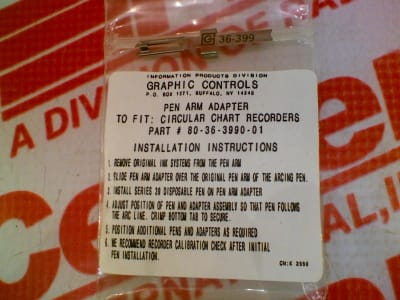 G 36-399
INFORMATION PRODUCTS DIVISION
GRAPHIC CONTROLS
P.O. BOX 1271, BUFFALO, NY 14240
PEN ARM ADAPTER
TO FIT: CIRCULAR CHART RECORDERS
PART # 80-36-3990-01
INSTALLATION INSTRUCTIONS
1. REMOVE ORIGINAL INK SYSTEMS FROM THE PEN ARM
2. SLIDE PEN ARM ADAPTER OVER THE ORIGINAL PEN ARM OF THE ARCING PEN.
3. INSTALL SERIES 39 DISPOSABLE PEN ON PEN ARM ADAPTER
4. ADJUST POSITION OF PEN AND ADAPTER ASSEMBLY SO THAT PEN FOLLOWS
THE ARC LINE. CRIMP BOTTOM TAB TO SECURE.
5. POSITION ADDITIONAL PENS AND ADAPTERS AS REQUIRED
6. WE RECOMMEND RECORDER CALIBRATION CHECK AFTER INITIAL
PEN INSTALLATION.
A DIVISION